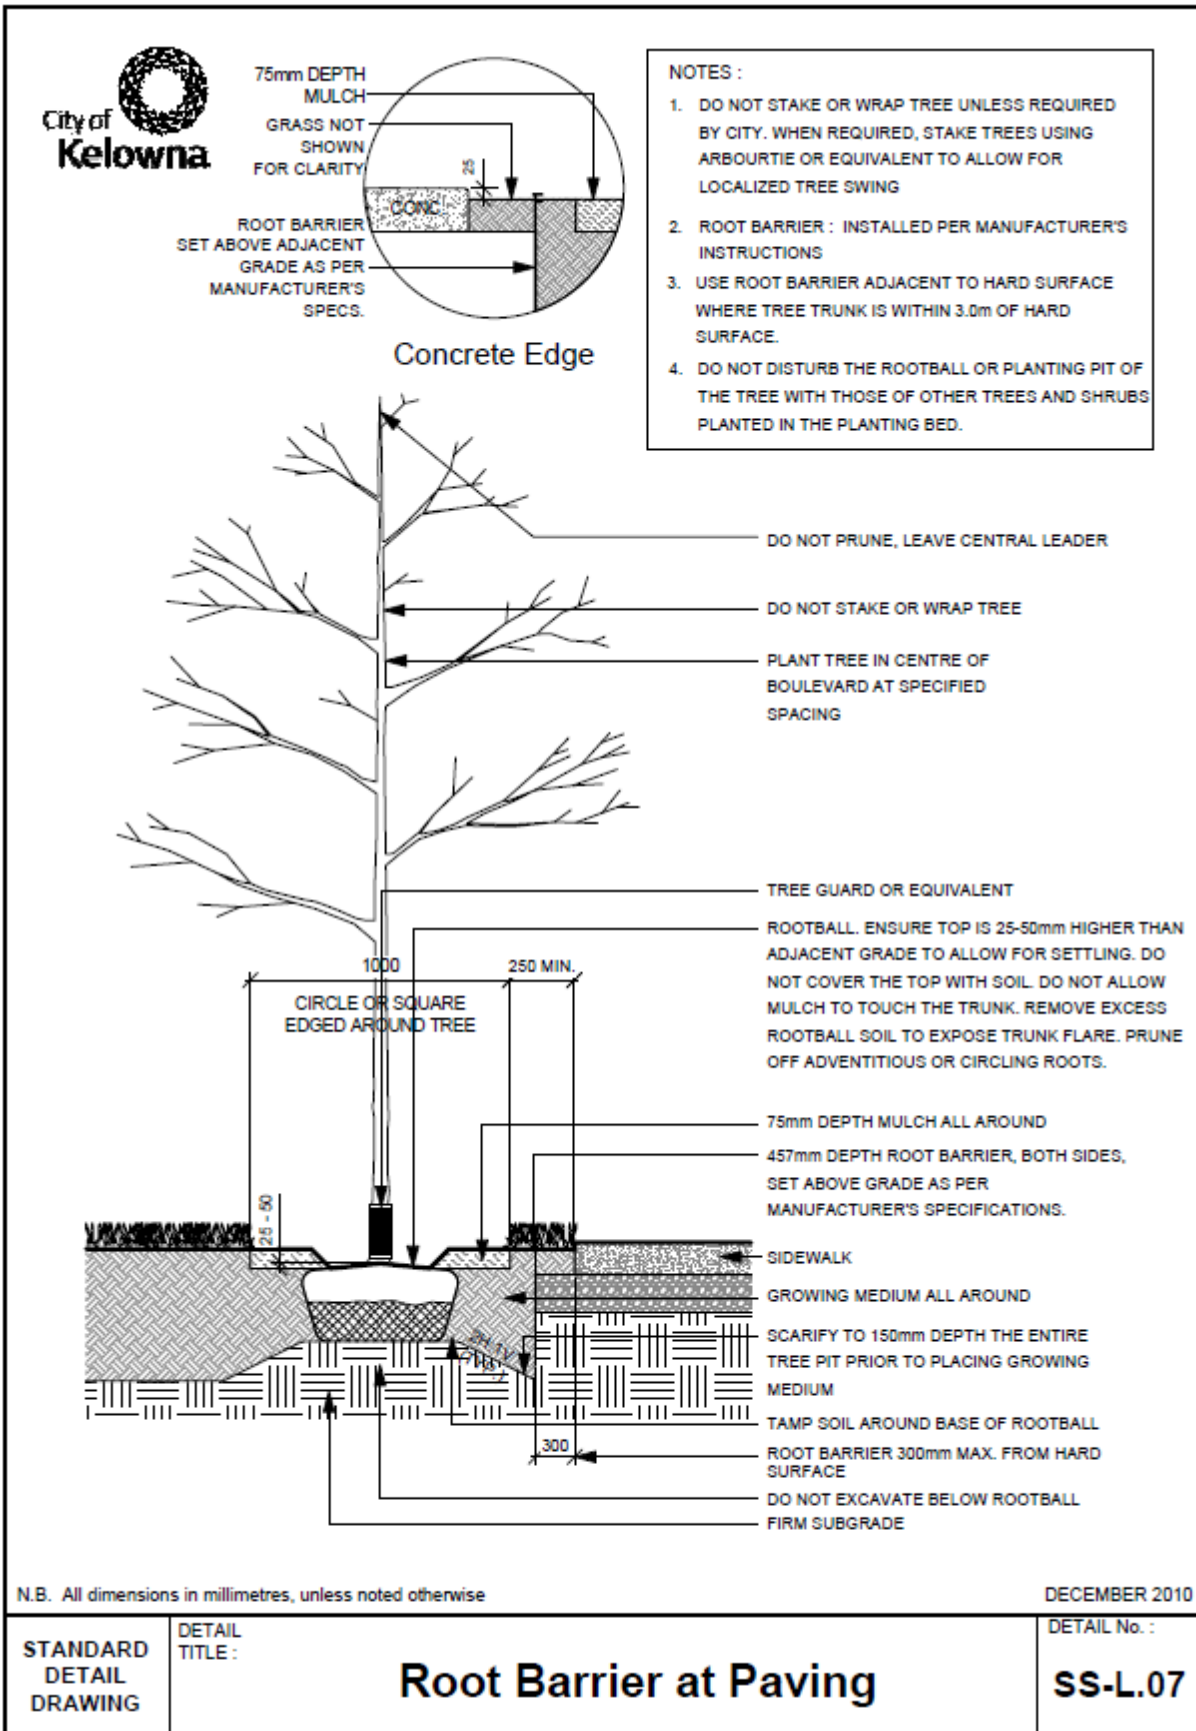 City of
Kelowna
75mm DEPTH
MULCH
GRASS NOT
SHOWN
FOR CLARITY
25
CONC
ROOT BARRIER
SET ABOVE ADJACENT
GRADE AS PER
MANUFACTURER'S
SPECS.
Concrete Edge
NOTES :
1. DO NOT STAKE OR WRAP TREE UNLESS REQUIRED
BY CITY. WHEN REQUIRED, STAKE TREES USING
ARBOURTIE OR EQUIVALENT TO ALLOW FOR
LOCALIZED TREE SWING
2. ROOT BARRIER : INSTALLED PER MANUFACTURER'S
INSTRUCTIONS
3. USE ROOT BARRIER ADJACENT TO HARD SURFACE
WHERE TREE TRUNK IS WITHIN 3.0m OF HARD
SURFACE.
4. DO NOT DISTURB THE ROOTBALL OR PLANTING PIT OF
THE TREE WITH THOSE OF OTHER TREES AND SHRUBS
PLANTED IN THE PLANTING BED.
DO NOT PRUNE, LEAVE CENTRAL LEADER
DO NOT STAKE OR WRAP TREE
PLANT TREE IN CENTRE OF
BOULEVARD AT SPECIFIED
SPACING
TREE GUARD OR EQUIVALENT
ROOTBALL. ENSURE TOP IS 25-50mm HIGHER THAN
ADJACENT GRADE TO ALLOW FOR SETTLING. DO
NOT COVER THE TOP WITH SOIL. DO NOT ALLOW
MULCH TO TOUCH THE TRUNK. REMOVE EXCESS
ROOTBALL SOIL TO EXPOSE TRUNK FLARE. PRUNE
OFF ADVENTITIOUS OR CIRCLING ROOTS.
1000
250 MIN.
CIRCLE OR SQUARE
EDGED AROUND TREE
75mm DEPTH MULCH ALL AROUND
457mm DEPTH ROOT BARRIER, BOTH SIDES,
SET ABOVE GRADE AS PER
MANUFACTURER'S SPECIFICATIONS.
25 - 50
SIDEWALK
GROWING MEDIUM ALL AROUND
SCARIFY TO 150mm DEPTH THE ENTIRE
TREE PIT PRIOR TO PLACING GROWING
MEDIUM
2H:1V
(TYP.)
TAMP SOIL AROUND BASE OF ROOTBALL
300
ROOT BARRIER 300mm MAX. FROM HARD
SURFACE
DO NOT EXCAVATE BELOW ROOTBALL
FIRM SUBGRADE
N.B. All dimensions in millimetres, unless noted otherwise
DECEMBER 2010
STANDARD
DETAIL
DRAWING
DETAIL
TITLE :
Root Barrier at Paving
DETAIL No. :
SS-L.07